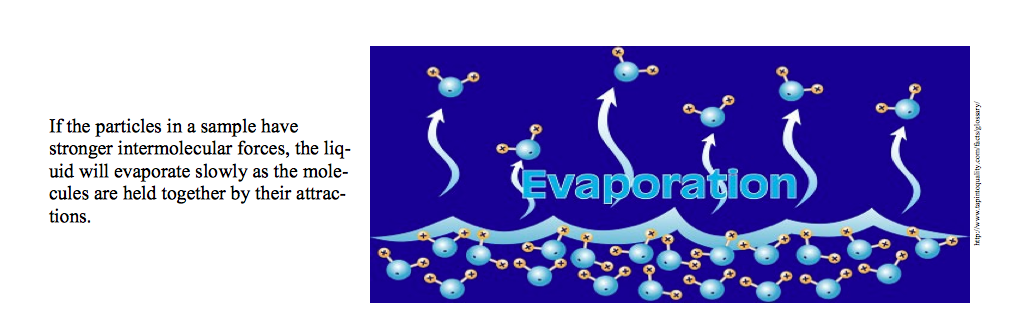 If the particles in a sample have
stronger intermolecular forces, the liq-
uid will evaporate slowly as the mole-
cules are held together by their attrac-
tions.
Evaporation
http://www.tapintoquality.com/facts/glossary/